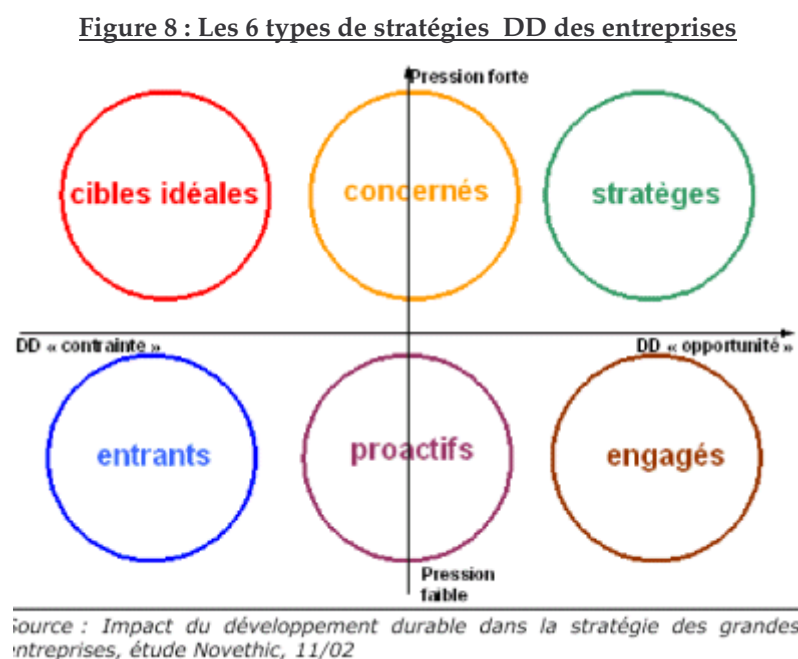 Figure 8 : Les 6 types de stratégies DD des entreprises
Pression forte
cibles idéales
concernés
stratèges
DD « contrainte »
DD « opportunité »
entrants
proactifs
engagés
Pression
faible
Source : Impact du développement durable dans la stratégie des grandes
entreprises, étude Novethic, 11/02